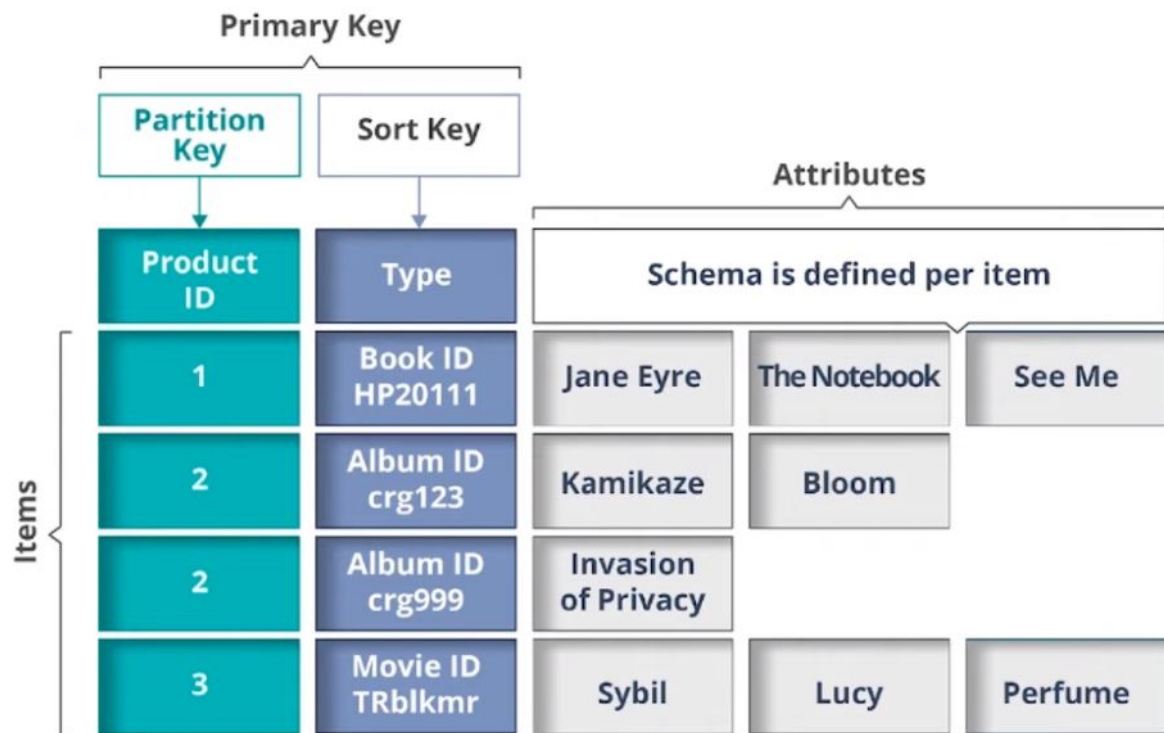 Primary Key
Partition
Key
Sort Key
Attributes
Product
ID
Type
Schema is defined per item
Items
1
Book ID
HP20111
Jane Eyre
The Notebook
See Me
2
Album ID
crg123
Kamikaze
Bloom
2
Album ID
crg999
Invasion
of Privacy
3
Movie ID
TRblkmr
Sybil
Lucy
Perfume